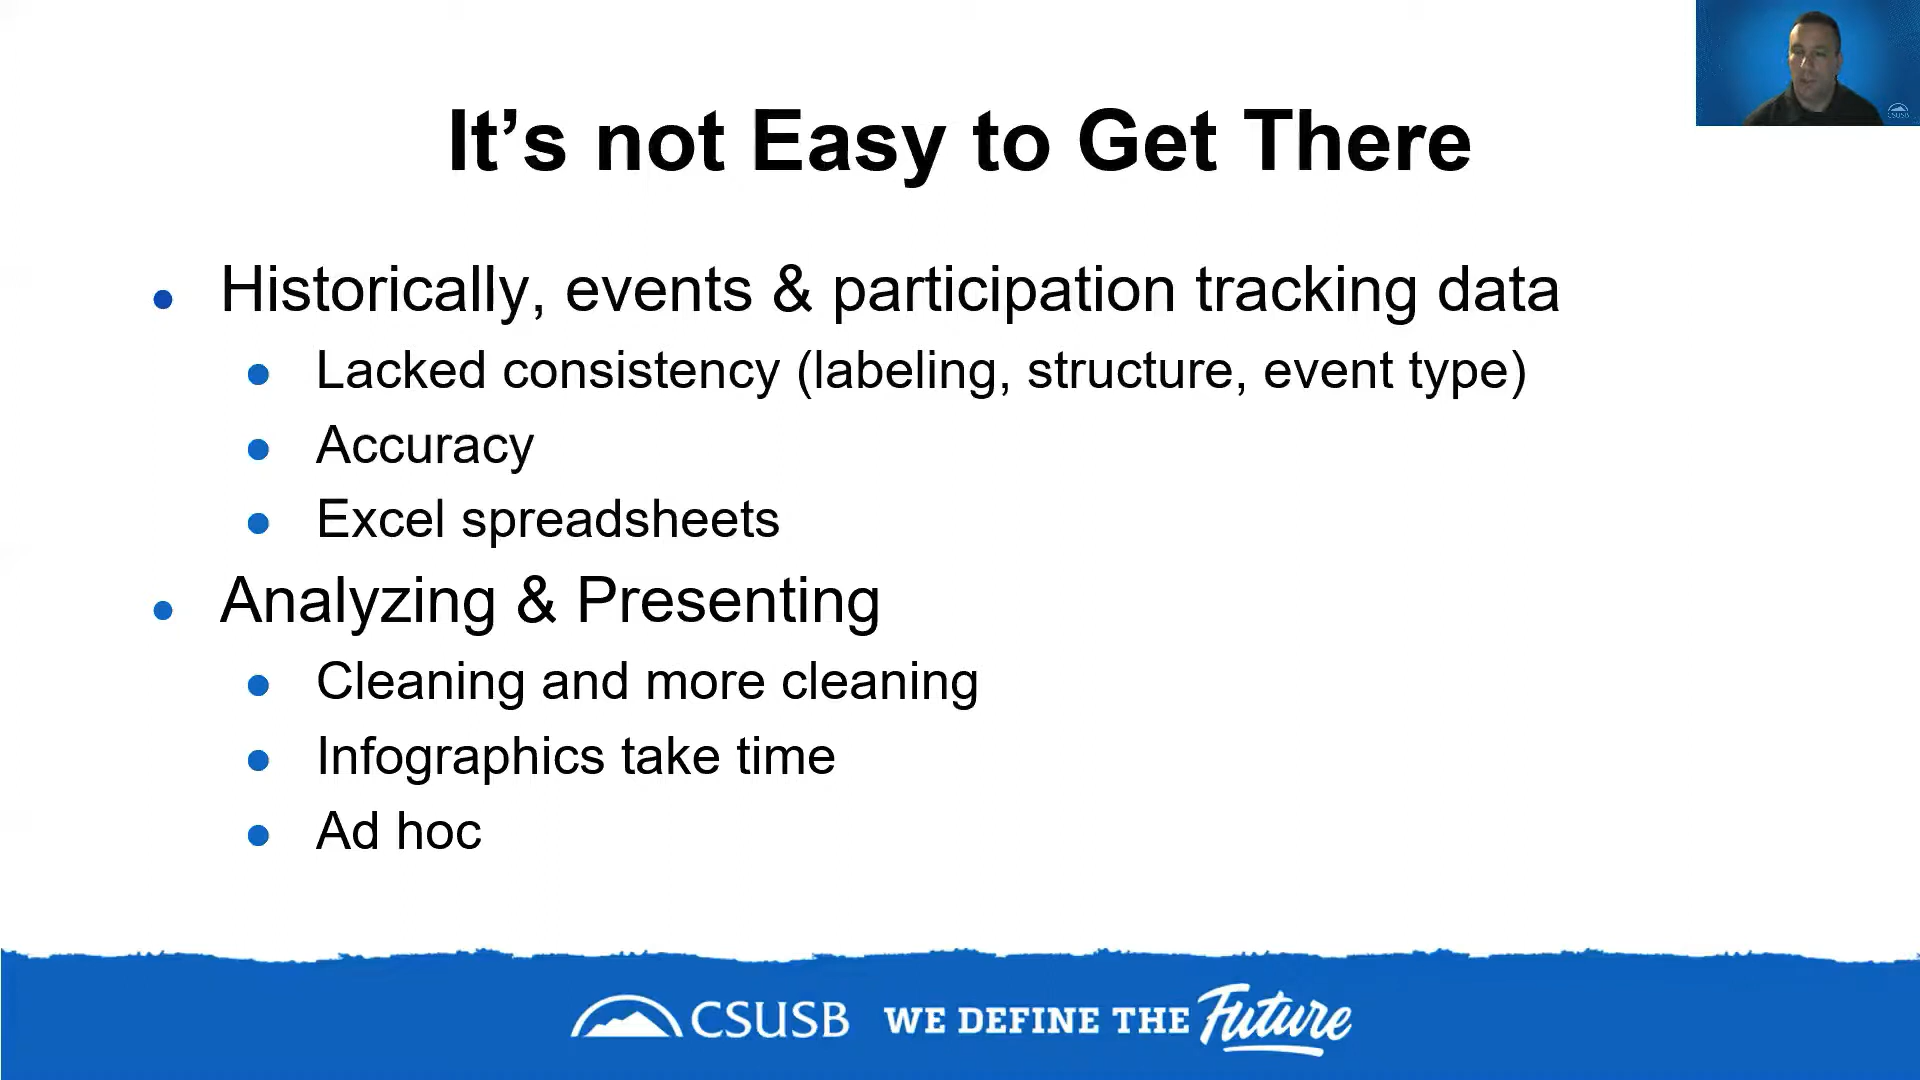 It’s not Easy to Get There
Historically, events & participation tracking data
Lacked consistency (labeling, structure, event type)
Accuracy
Excel spreadsheets
Analyzing & Presenting
Cleaning and more cleaning
Infographics take time
Ad hoc
CSUSB WE DEFINE THE Future
CSUSB